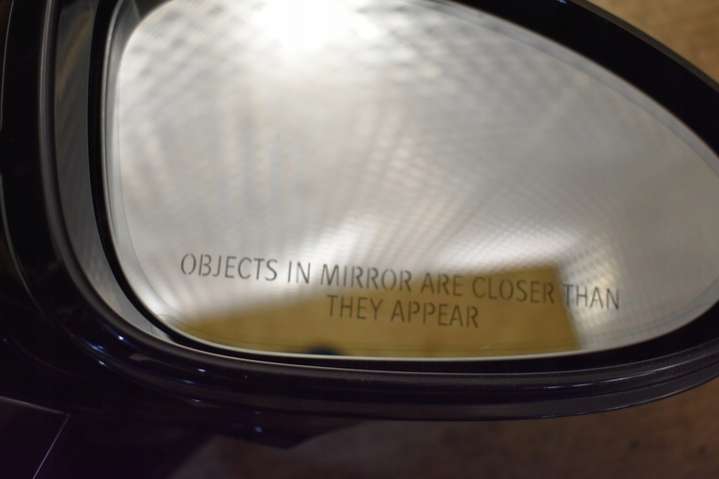 OBJECTS IN MIRROR ARE CLOSER THAN
THEY APPEAR